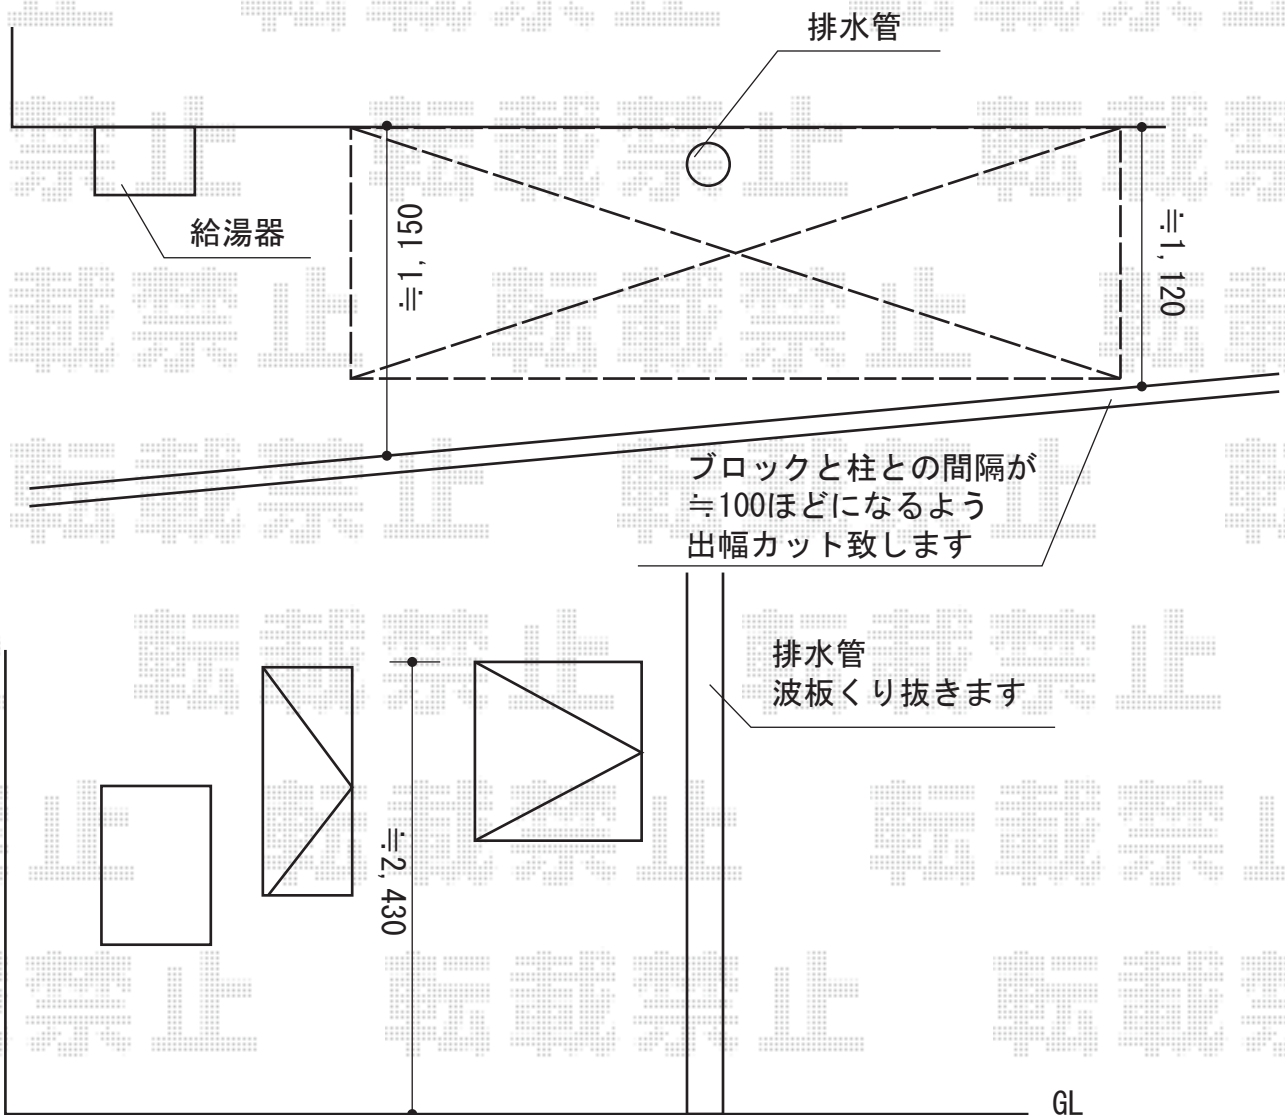 排水管
給湯器
≒1,150
≒1,120
ブロックと柱との間隔が
≒100ほどになるよう
出幅カット致します
排水管
波板くり抜きます
≒2,430
GL
転載禁止